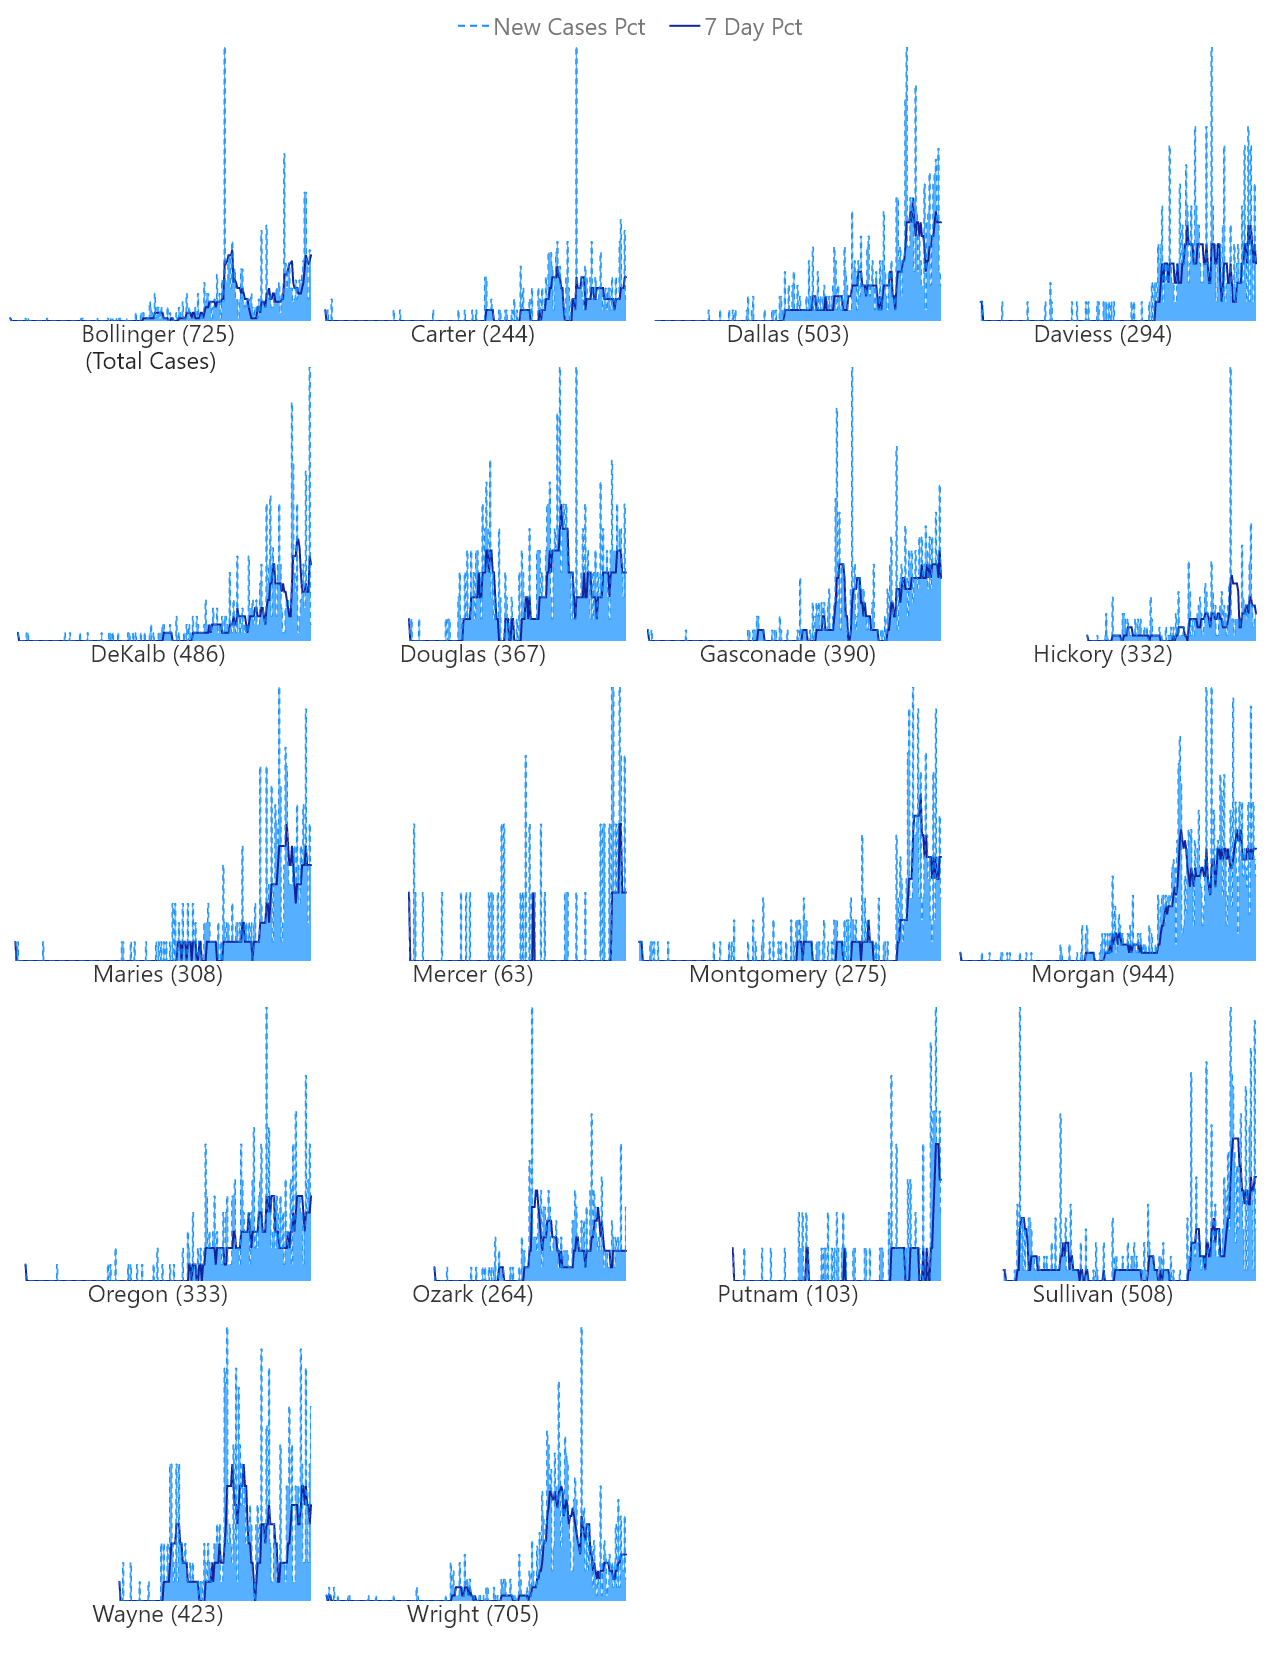 New Cases Pct 7 Day Pct
Bollinger (725) Carter (244) Dallas (503) Daviess (294)
(Total Cases)
DeKalb (486) Douglas (367) Gasconade (390) Hickory (332)
Maries (308) Mercer (63) Montgomery (275) Morgan (944)
Oregon (333) Ozark (264) Putnam (103) Sullivan (508)
Wayne (423) Wright (705)